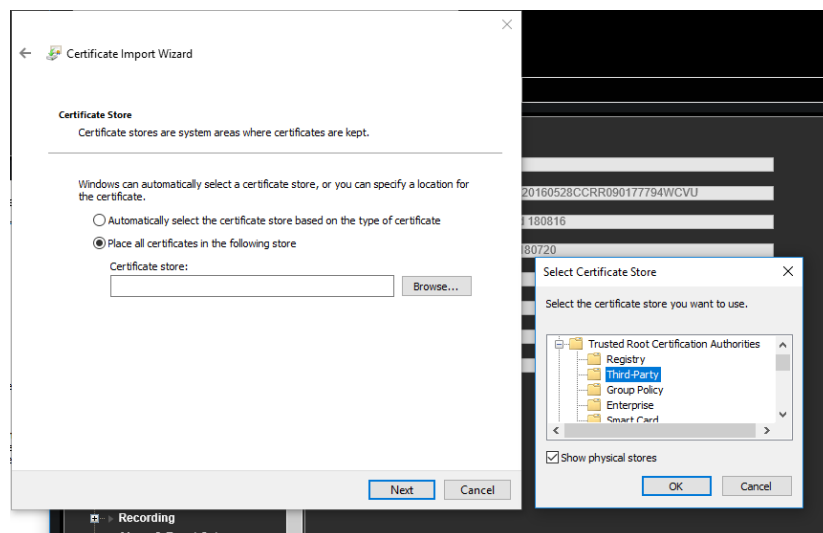 Certificate Import Wizard
Certificate Store
Certificate stores are system areas where certificates are kept.
Windows can automatically select a certificate store, or you can specify a location for
the certificate.
Automatically select the certificate store based on the type of certificate
Place all certificates in the following store
Certificate store:
Browse...
Next
Cancel
20160528CCRR090177794WCVU
180816
80720
Select Certificate Store
Select the certificate store you want to use.
Trusted Root Certification Authorities
Registry
Third-Party
Group Policy
Enterprise
Smart Card
Show physical stores
OK
Cancel
Recording